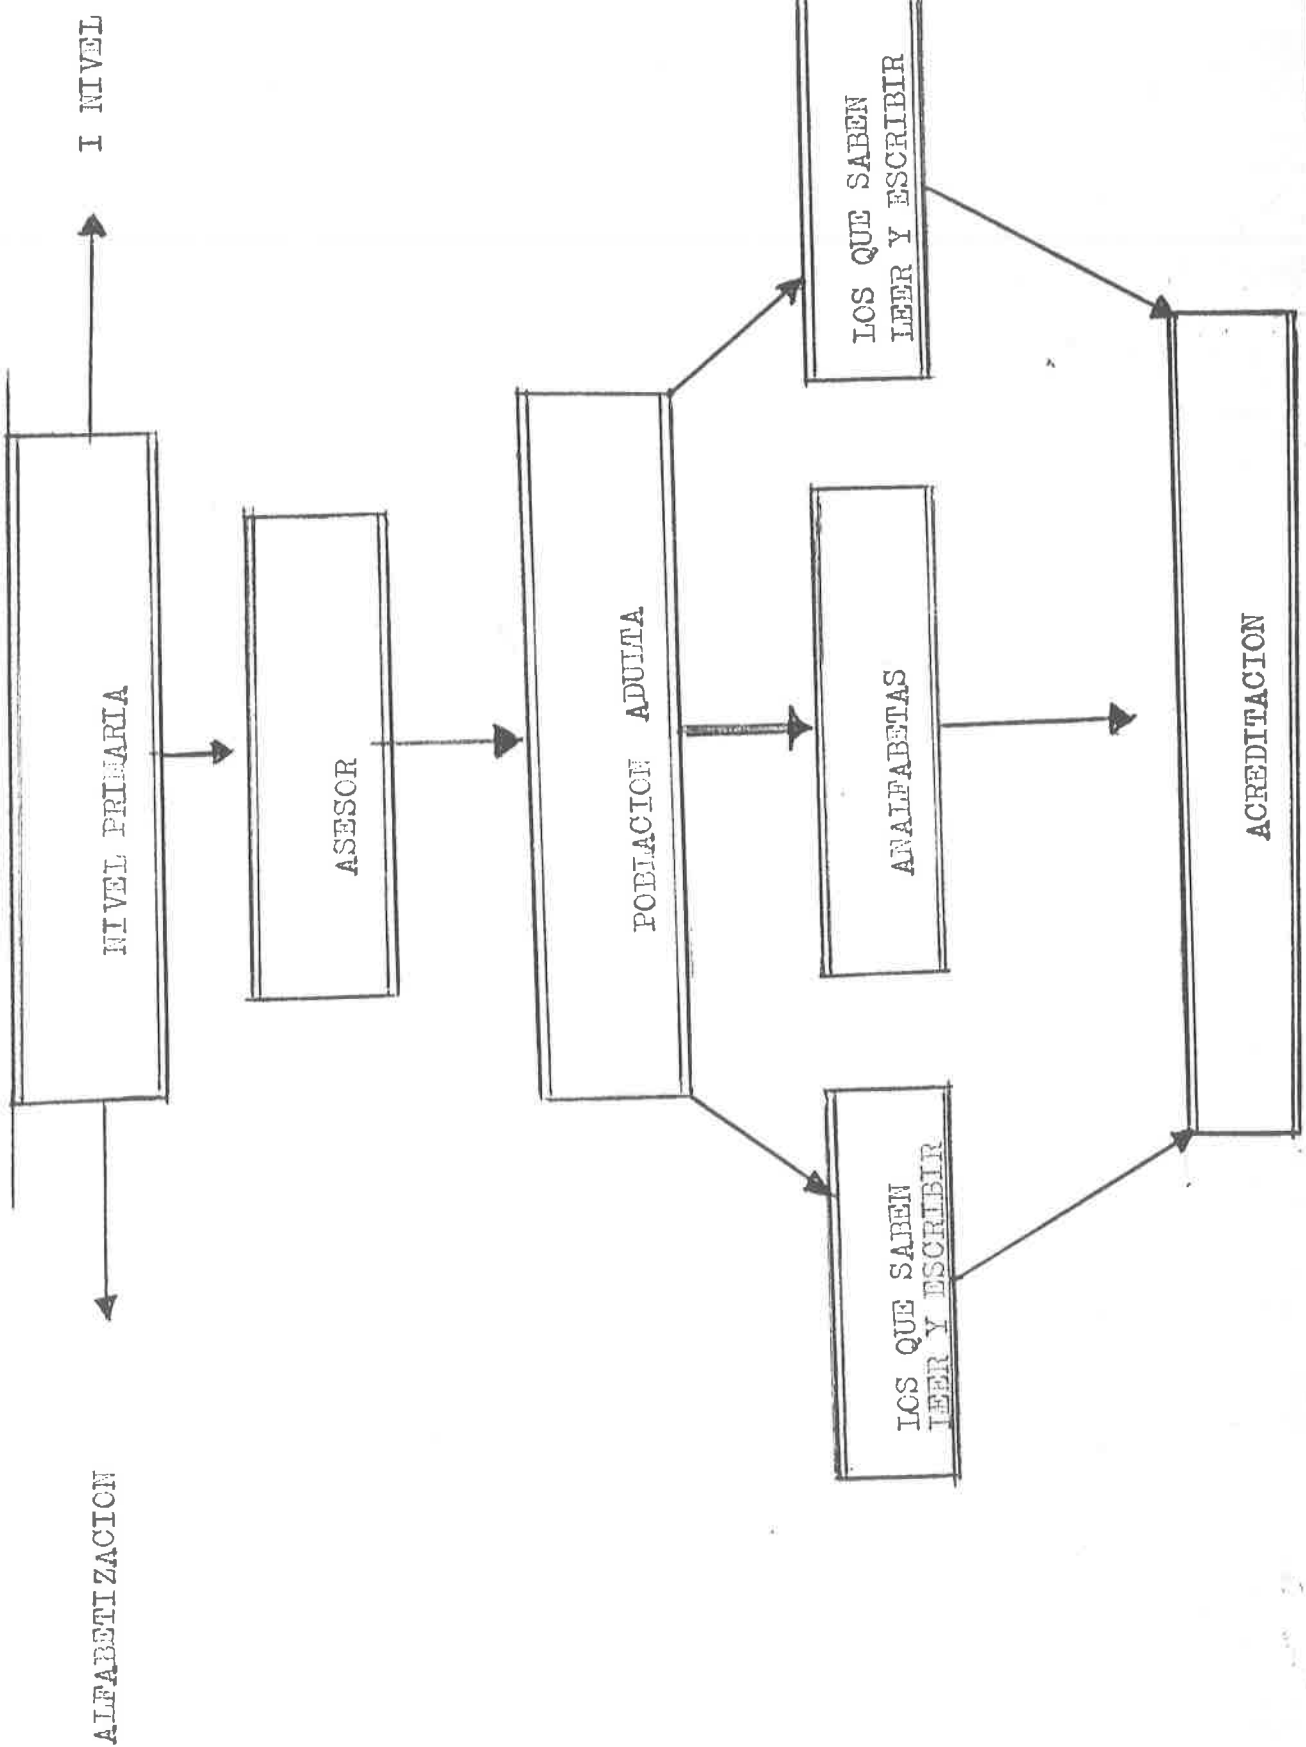 ALFABETIZACION
NIVEL PRIMARIA
I NIVEL
ASESOR
POBLACION ADULTA
LOS QUE SABEN
LEER Y ESCRIBIR
ANALFABETAS
LOS QUE SABEN
LEER Y ESCRIBIR
ACREDITACION